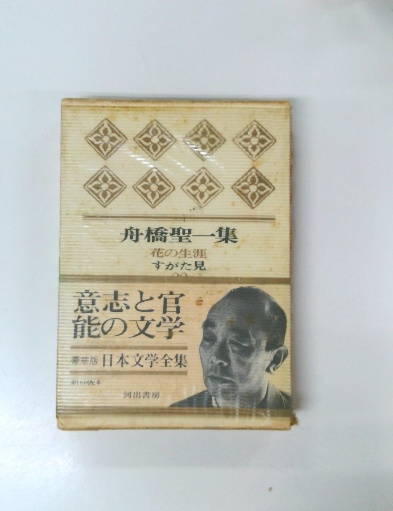 舟橋聖一集
花の生涯
すがた見
意志と官
能の文学
豪華版 日本文学全集
河出書房